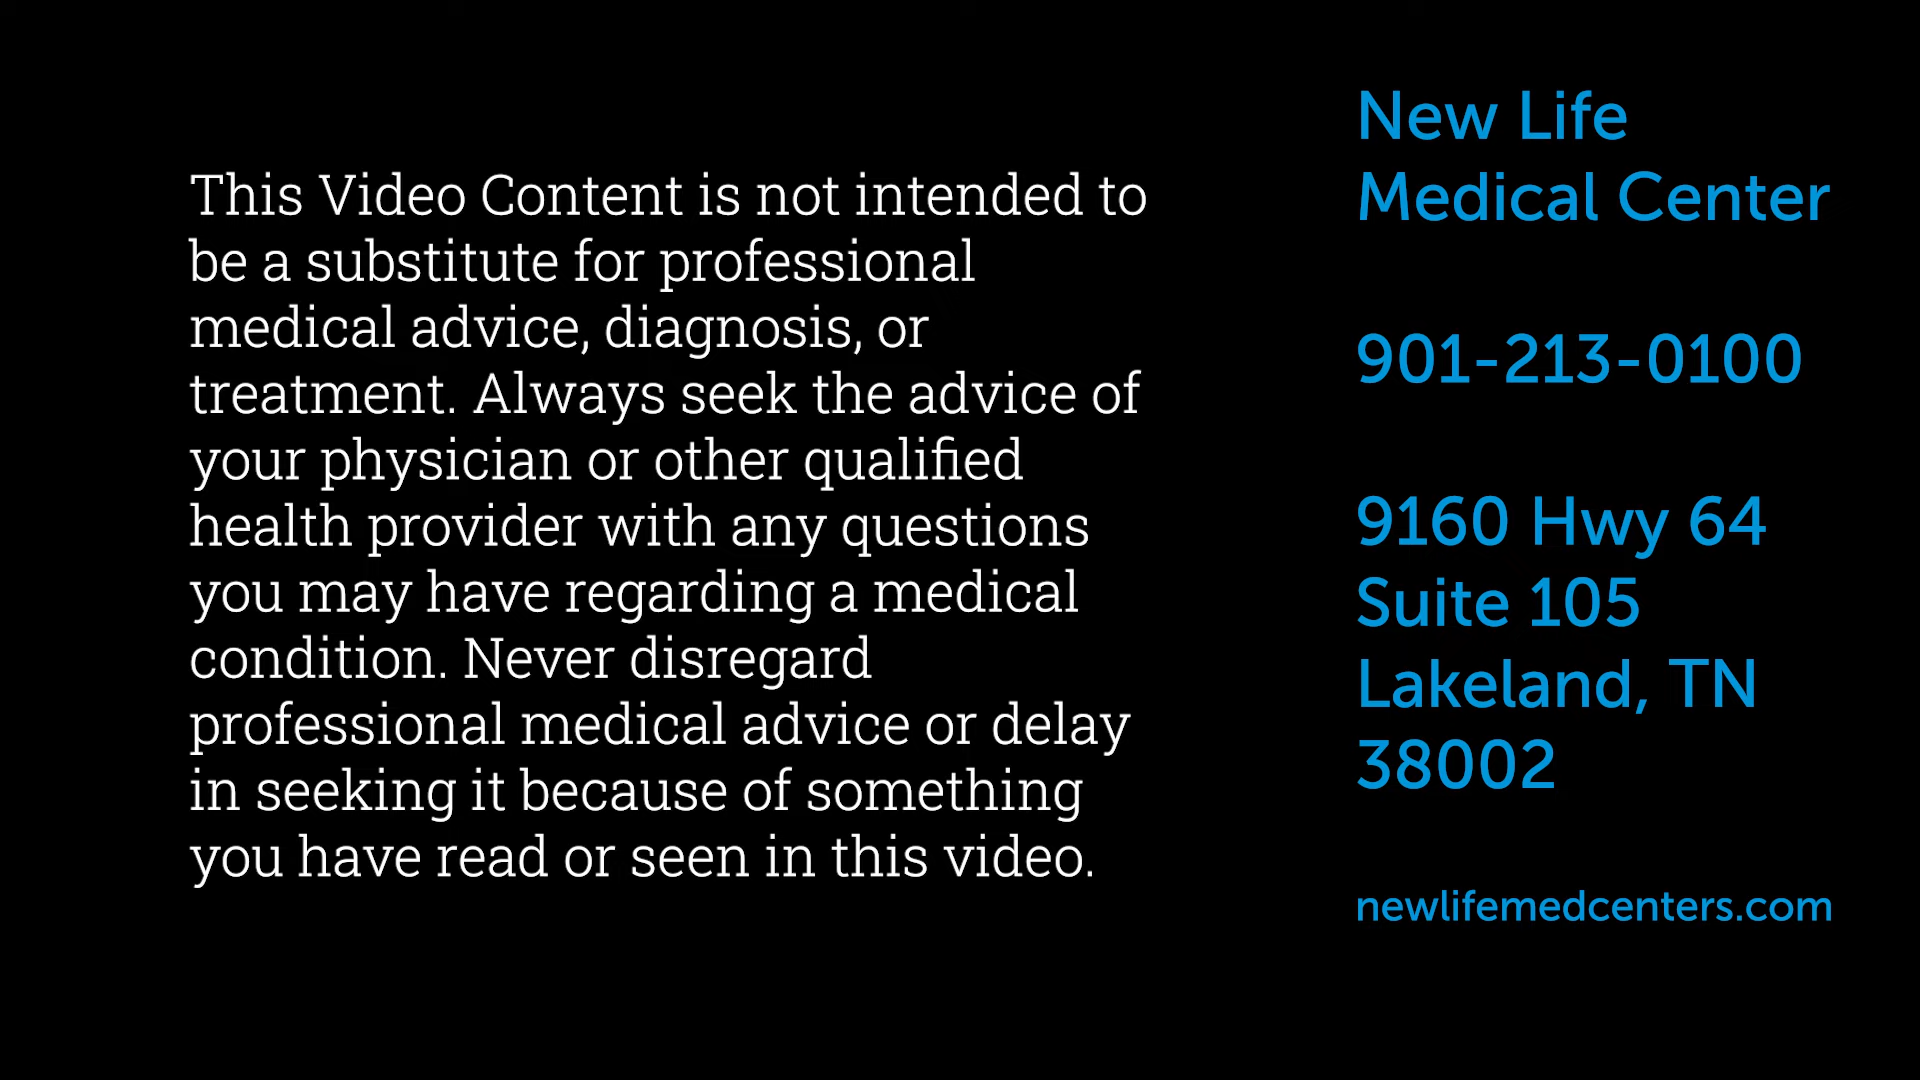 This Video Content is not intended to
be a substitute for professional
medical advice, diagnosis, or
treatment. Always seek the advice of
your physician or other qualified
health provider with any questions
you may have regarding a medical
condition. Never disregard
professional medical advice or delay
in seeking it because of something
you have read or seen in this video.
New Life
Medical Center
901-213-0100
9160 Hwy 64
Suite 105
Lakeland, TN
38002
newlifemedcenters.com